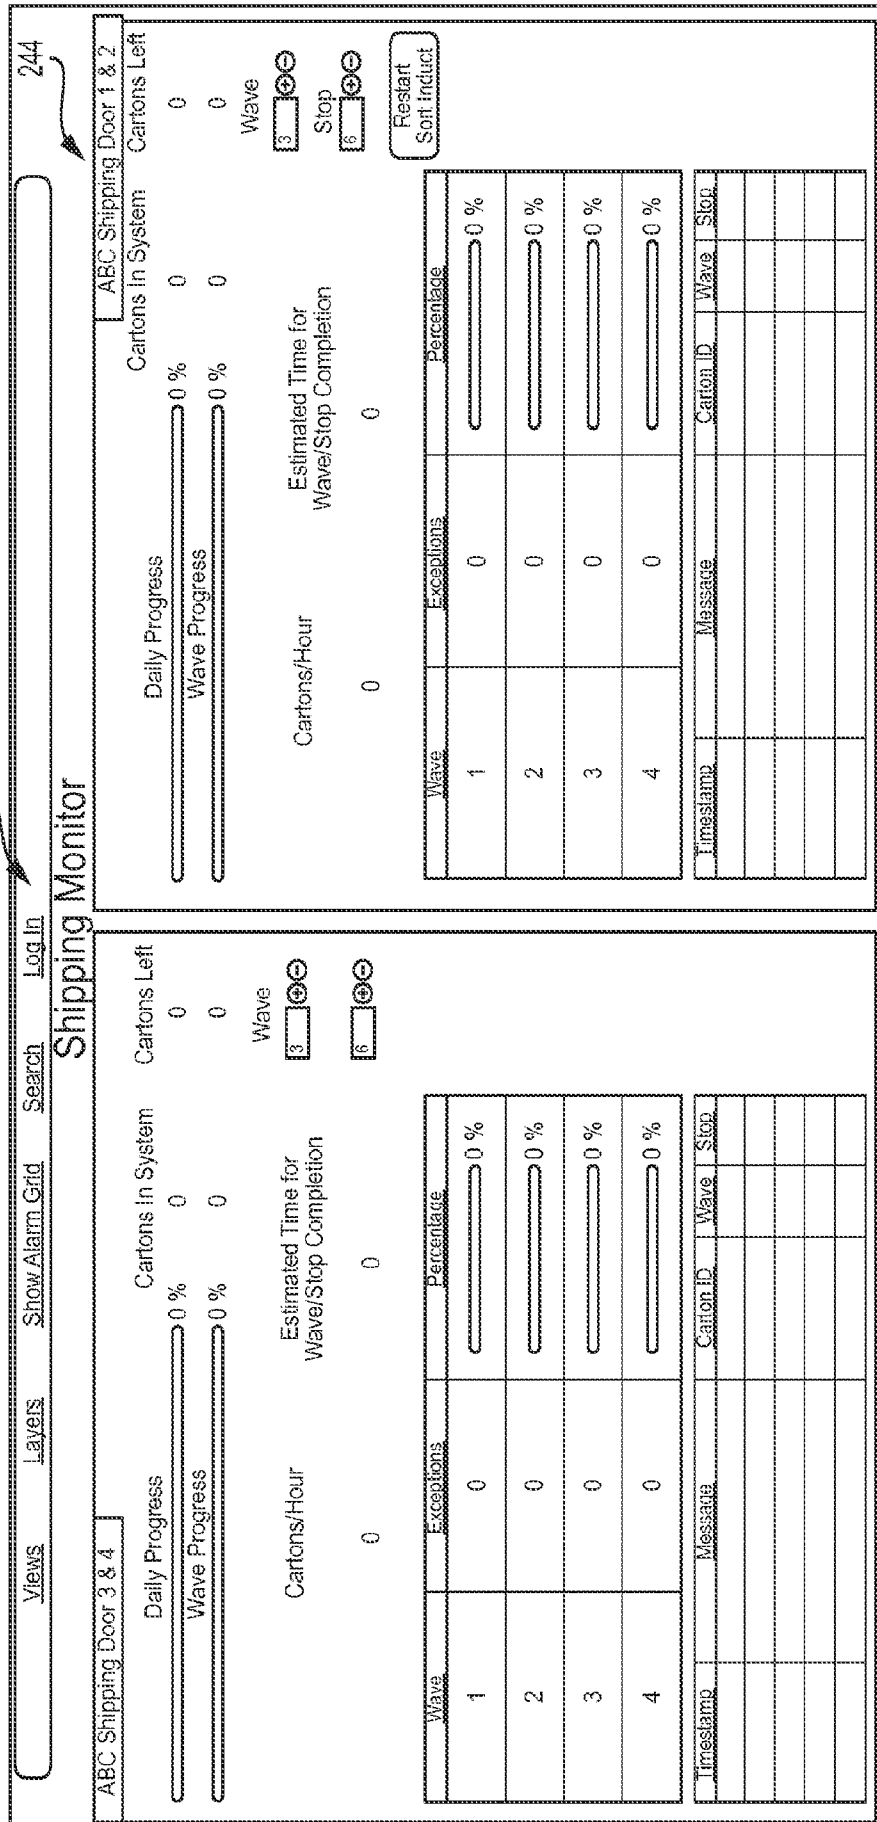 244
Views Layers Show Alarm Grid Search Log In
Shipping Monitor
ABC Shipping Door 3 & 4
Daily Progress Cartons In System Cartons Left
0 % 0 0
Wave Progress
0 % 0 0
Cartons/Hour
Estimated Time for
Wave/Stop Completion
Wave
3
0 0
6
Wave Exceptions Percentage
1 0 0 %
2 0 0 %
3 0 0 %
4 0 0 %
Timestamp Message Carton ID Wave Stop
ABC Shipping Door 1 & 2
Daily Progress Cartons In System Cartons Left
0 % 0 0
Wave Progress
0 % 0 0
Cartons/Hour
Estimated Time for
Wave/Stop Completion
Wave
3
Stop
0 0
6
Restart
Sort Induct
Wave Exceptions Percentage
1 0 0 %
2 0 0 %
3 0 0 %
4 0 0 %
Timestamp Message Carton ID Wave Stop